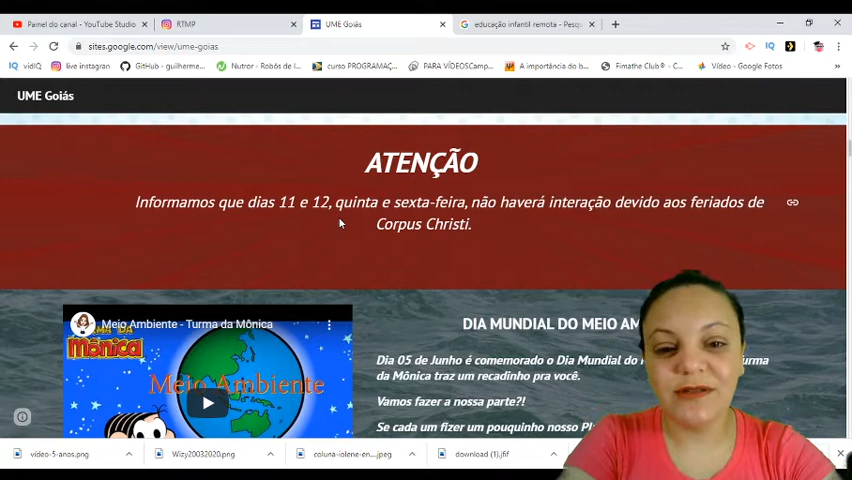 Painel do canal - YouTube Studio
RTMP
UME Goiás
educação infantil remota - Pesqu
sites.google.com/view/ume-goias
vidIQ
live instagran
GitHub - guilherme...
Nutror - Robôs de I...
curso PROGRAMAÇ...
PARA VÍDEOSCamp...
A importância do b...
Fimathe Club® - C...
Vídeo - Google Fotos
UME Goiás
ATENÇÃO
Informamos que dias 11 e 12, quinta e sexta-feira, não haverá interação devido aos feriados de
Corpus Christi.
Meio Ambiente - Turma da Mônica
TURMA DA
Mônica
Meio Ambiente
DIA MUNDIAL DO MEIO AM
Dia 05 de Junho é comemorado o Dia Mundial do
da Mônica traz um recadinho pra você.
Vamos fazer a nossa parte?!
Se cada um fizer um pouquinho nosso Pl
vídeo-5-anos.png
Wizy20032020.png
coluna-iolene-en....jpeg
download (1).jfif